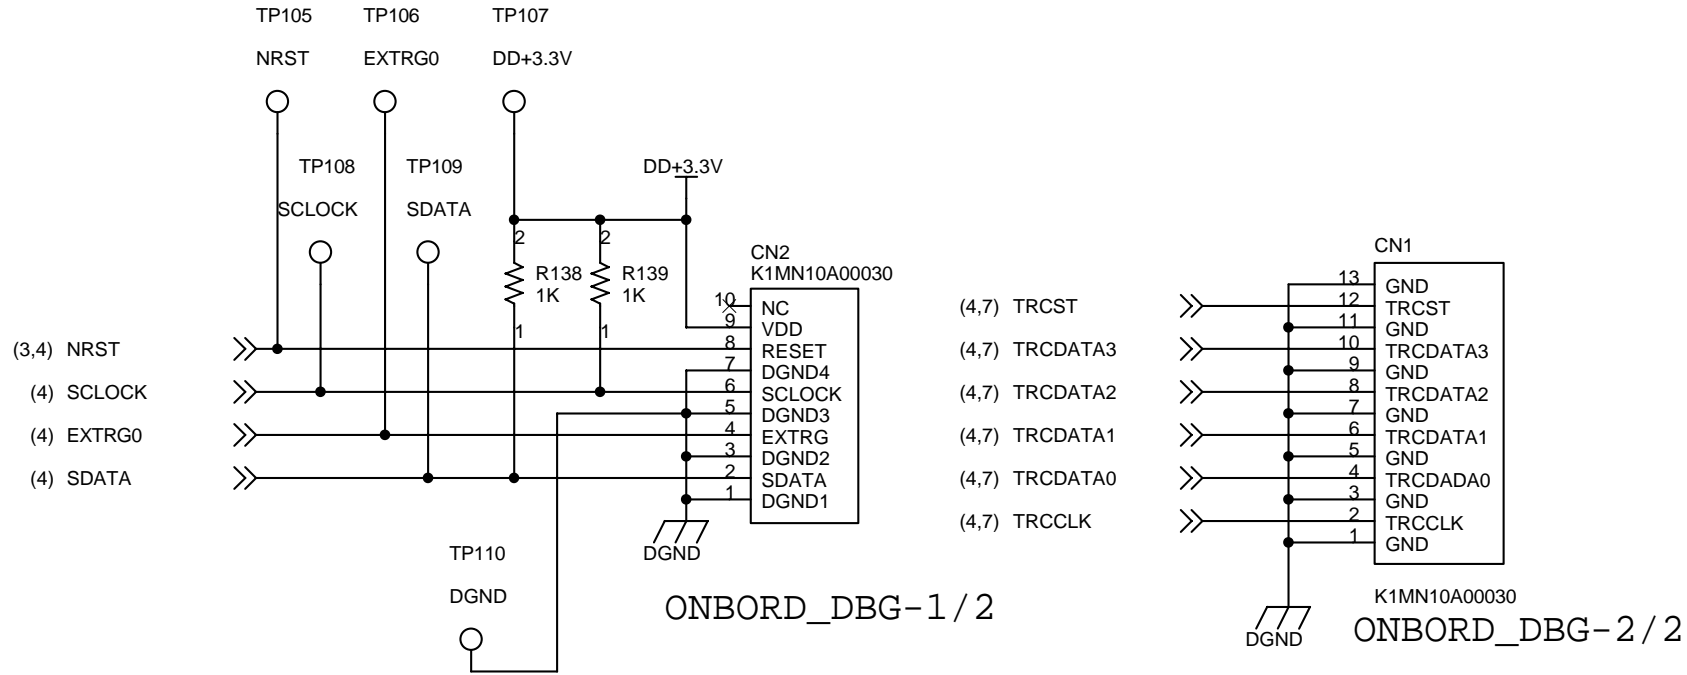 TP105 TP106 TP107
NRST EXTRG0 DD+3.3V
TP108 TP109 DD+3.3V
SCLOCK SDATA
2 2
R138 R139
1K 1K
1 1
CN2
K1MN10A00030
10 NC
9 VDD
(3,4) NRST 8 RESET
7 DGND4
(4) SCLOCK 6 SCLOCK
5 DGND3
(4) EXTRG0 4 EXTRG
3 DGND2
(4) SDATA 2 SDATA
1 DGND1
DGND
TP110
DGND
ONBORD_DBG-1/2
CN1
13 GND
(4,7) TRCST 12 TRCST
11 GND
(4,7) TRCDATA3 10 TRCDATA3
9 GND
(4,7) TRCDATA2 8 TRCDATA2
7 GND
(4,7) TRCDATA1 6 TRCDATA1
5 GND
(4,7) TRCDATA0 4 TRCDADA0
3 GND
(4,7) TRCCLK 2 TRCCLK
1 GND
K1MN10A00030
DGND
ONBORD_DBG-2/2